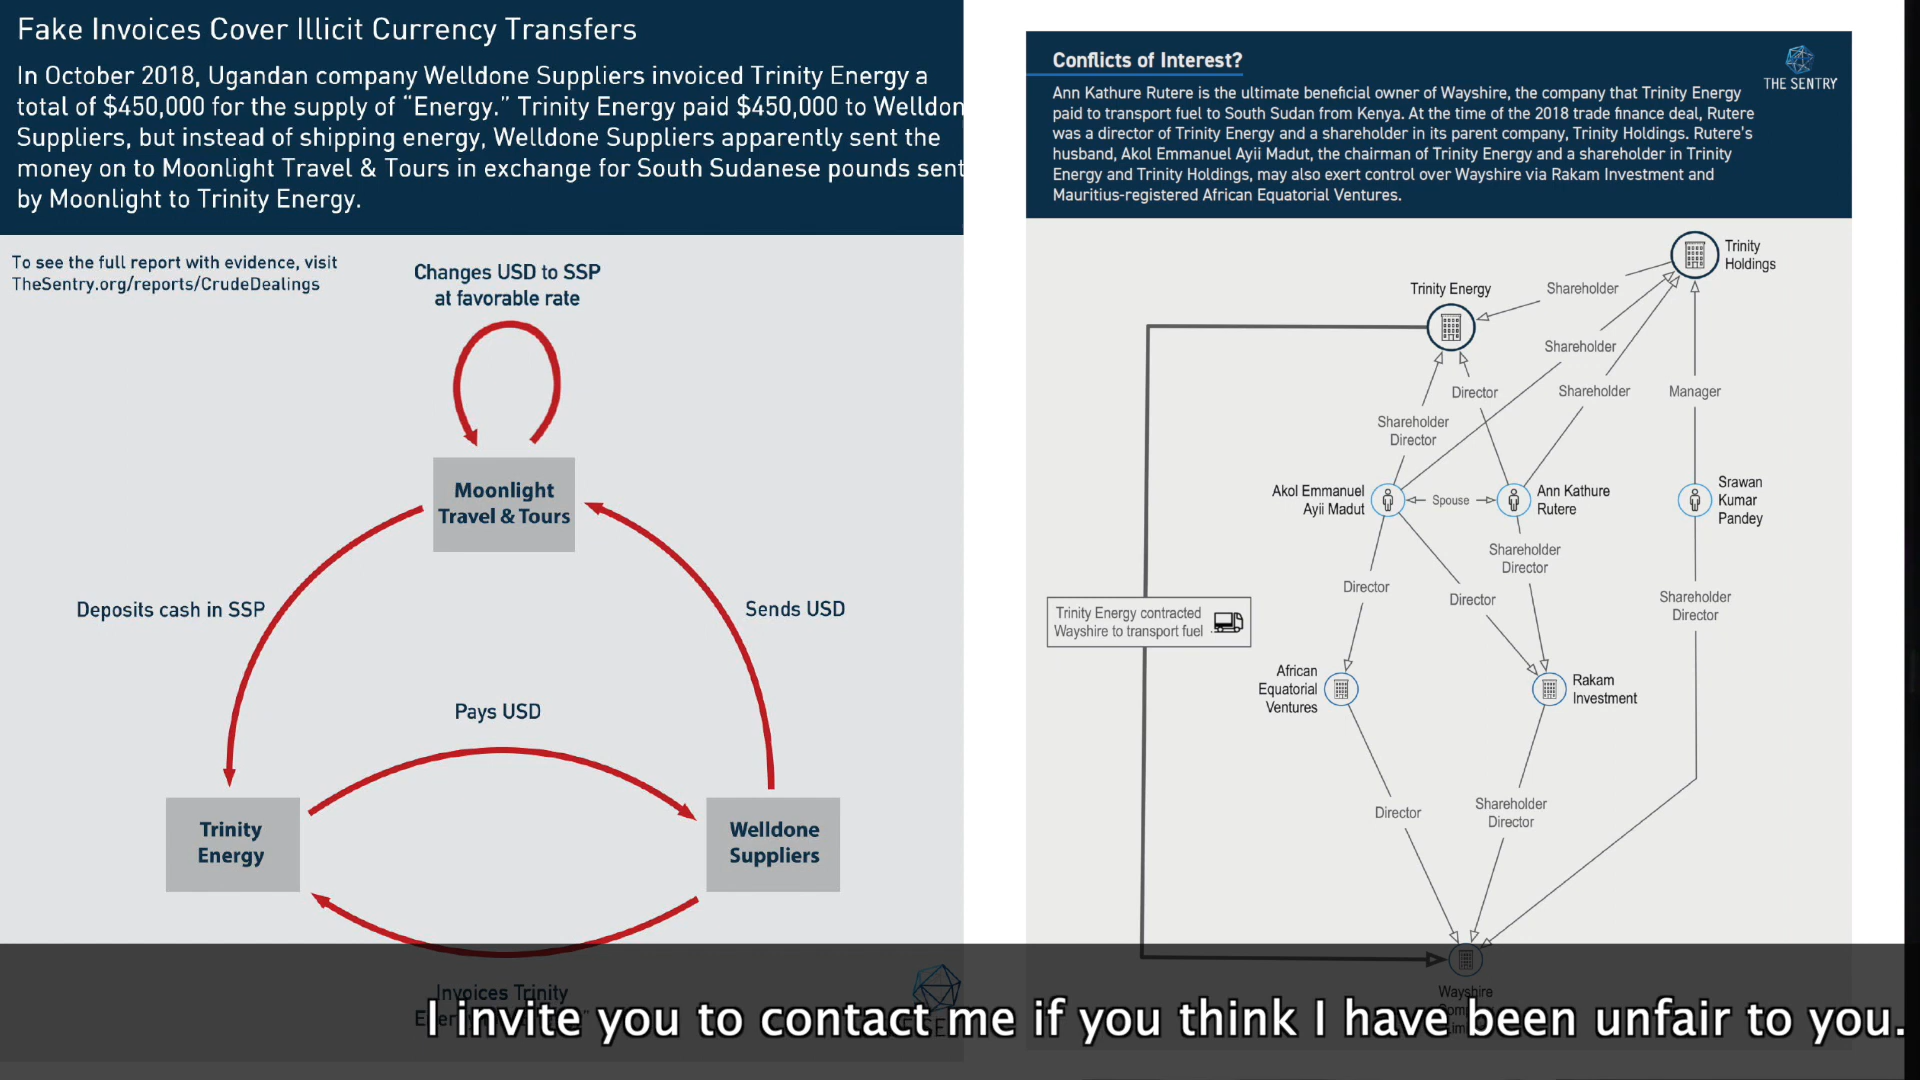 Fake Invoices Cover Illicit Currency Transfers
In October 2018, Ugandan company Welldone Suppliers invoiced Trinity Energy a
total of $450,000 for the supply of “Energy.” Trinity Energy paid $450,000 to Welldon
Suppliers, but instead of shipping energy, Welldone Suppliers apparently sent the
money on to Moonlight Travel & Tours in exchange for South Sudanese pounds sent
by Moonlight to Trinity Energy.
To see the full report with evidence, visit
TheSentry.org/reports/CrudeDealings
Changes USD to SSP
at favorable rate
Moonlight
Travel & Tours
Deposits cash in SSP
Sends USD
Pays USD
Trinity
Energy
Welldone
Suppliers
Invoices Trinity
Conflicts of Interest?
THE SENTRY
Ann Kathure Rutere is the ultimate beneficial owner of Wayshire, the company that Trinity Energy
paid to transport fuel to South Sudan from Kenya. At the time of the 2018 trade finance deal, Rutere
was a director of Trinity Energy and a shareholder in its parent company, Trinity Holdings. Rutere’s
husband, Akol Emmanuel Ayii Madut, the chairman of Trinity Energy and a shareholder in Trinity
Energy and Trinity Holdings, may also exert control over Wayshire via Rakam Investment and
Mauritius-registered African Equatorial Ventures.
Trinity
Holdings
Trinity Energy
Shareholder
Shareholder
Director
Shareholder
Manager
Shareholder
Director
Akol Emmanuel
Ayii Madut
Spouse
Ann Kathure
Rutere
Srawan
Kumar
Pandey
Shareholder
Director
Director
Director
Shareholder
Director
Trinity Energy contracted
Wayshire to transport fuel
African
Equatorial
Ventures
Rakam
Investment
Director
Shareholder
Director
Wayshire
I invite you to contact me if you think I have been unfair to you.